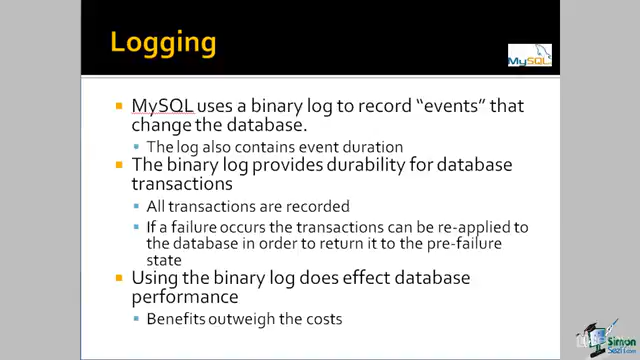 Logging
MySQL
MySQL uses a binary log to record “events” that
change the database.
The log also contains event duration
The binary log provides durability for database
transactions
All transactions are recorded
If a failure occurs the transactions can be re-applied to
the database in order to return it to the pre-failure
state
Using the binary log does effect database
performance
Benefits outweigh the costs
Simon